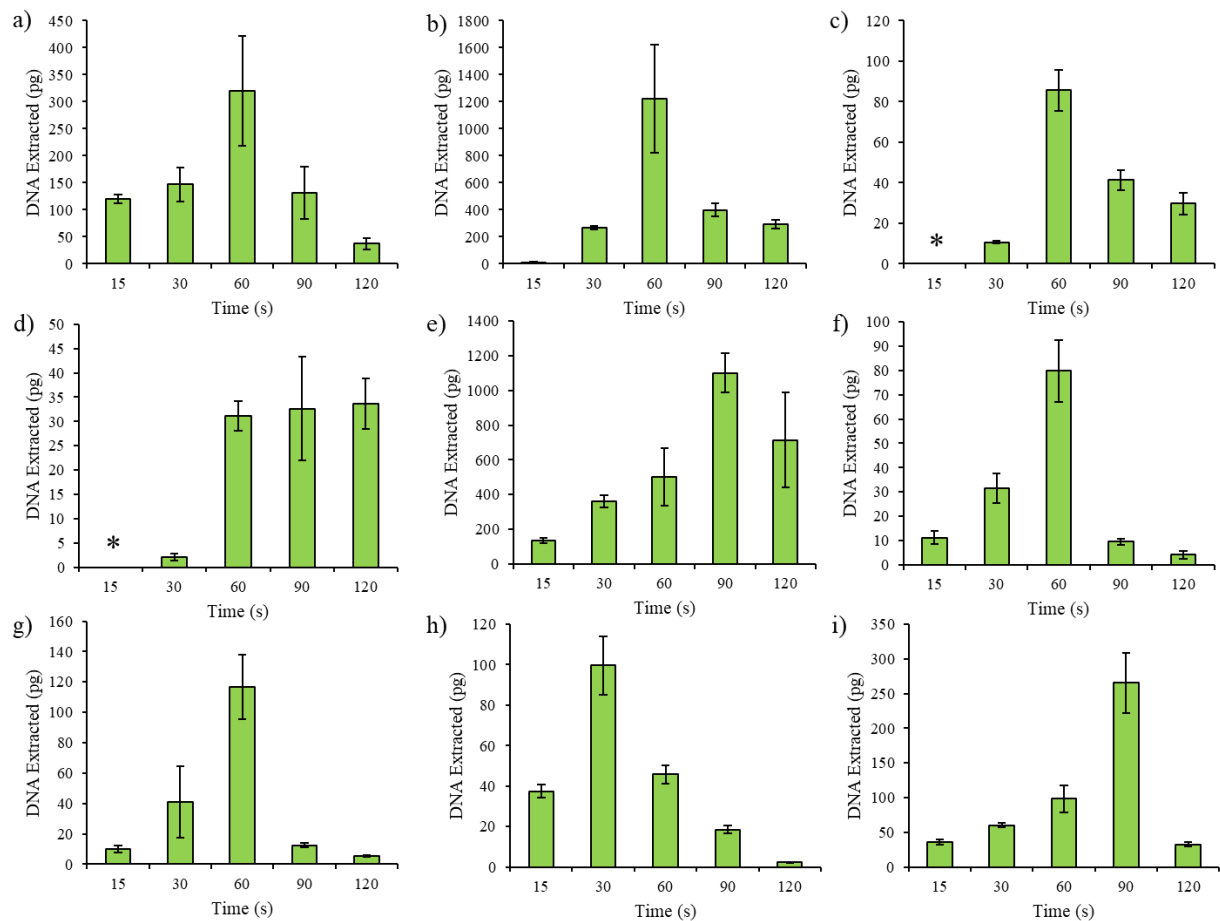 a)
450
400
350
300
250
200
150
100
50
0
DNA Extracted (pg)
15 30 60 90 120
Time (s)
b)
1800
1600
1400
1200
1000
800
600
400
200
0
DNA Extracted (pg)
15 30 60 90 120
Time (s)
c)
120
100
80
60
40
20
0
DNA Extracted (pg)
*
15 30 60 90 120
Time (s)
d)
50
45
40
35
30
25
20
15
10
5
0
DNA Extracted (pg)
*
15 30 60 90 120
Time (s)
e)
1400
1200
1000
800
600
400
200
0
DNA Extracted (pg)
15 30 60 90 120
Time (s)
f)
100
90
80
70
60
50
40
30
20
10
0
DNA Extracted (pg)
15 30 60 90 120
Time (s)
g)
160
140
120
100
80
60
40
20
0
DNA Extracted (pg)
15 30 60 90 120
Time (s)
h)
120
100
80
60
40
20
0
DNA Extracted (pg)
15 30 60 90 120
Time (s)
i)
350
300
250
200
150
100
50
0
DNA Extracted (pg)
15 30 60 90 120
Time (s)